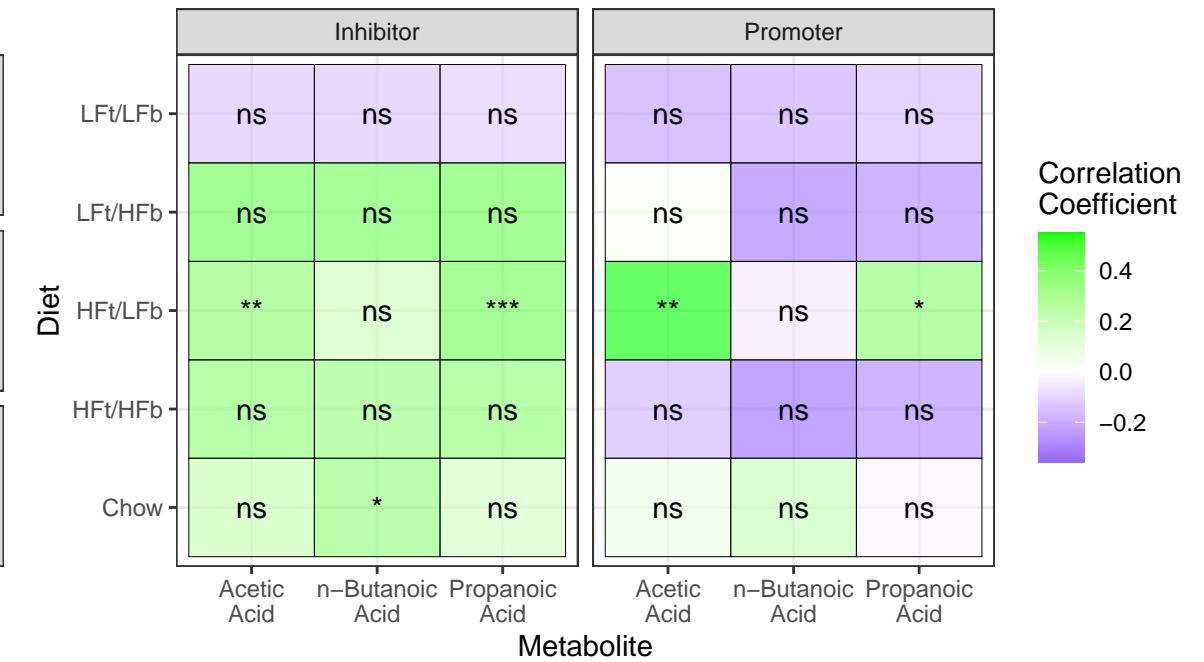 Inhibitor Promoter
LFt/LFb ns ns ns ns ns ns
LFt/HFb ns ns ns ns ns ns
HFt/LFb ** ns *** ** ns *
HFt/HFb ns ns ns ns ns ns
Chow ns * ns ns ns ns
Diet
Acetic n−Butanoic Propanoic Acetic n−Butanoic Propanoic
Acid Acid Acid Acid Acid Acid
Metabolite
Correlation
Coefficient
0.4
0.2
0.0
−0.2